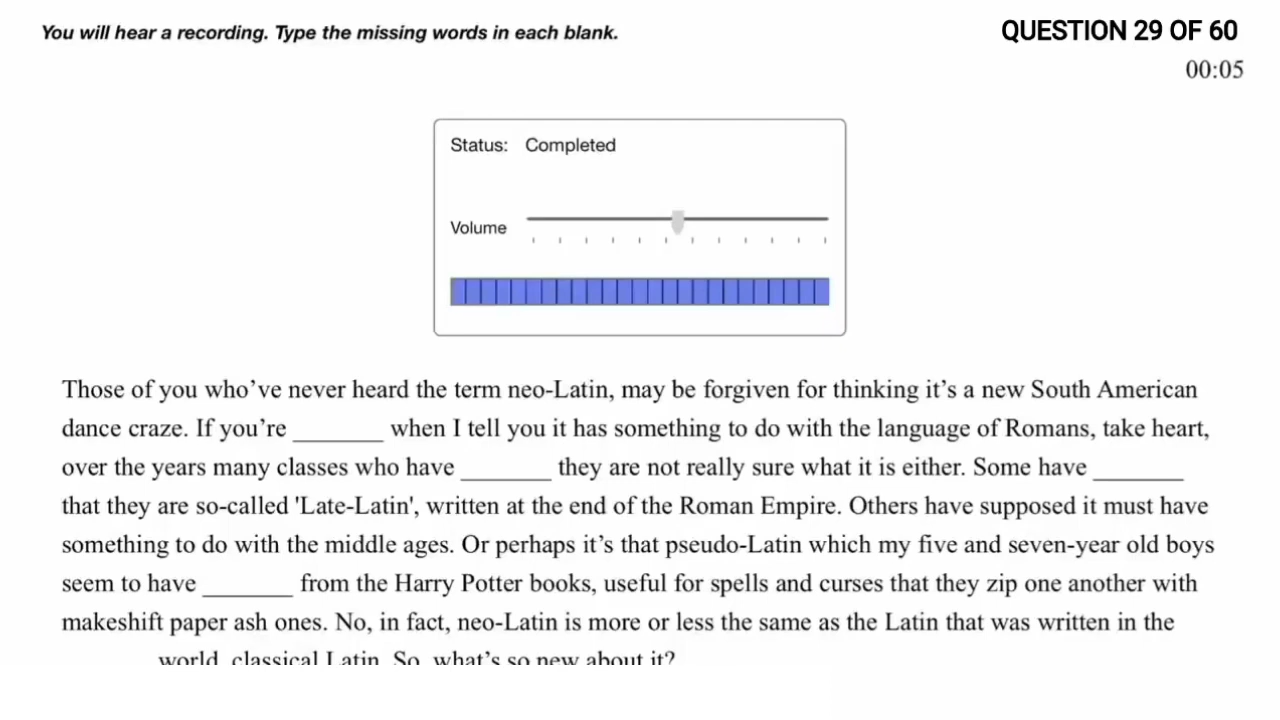 You will hear a recording. Type the missing words in each blank.
QUESTION 29 OF 60
00:05
Status: Completed
Volume
Those of you who've never heard the term neo-Latin, may be forgiven for thinking it's a new South American
dance craze. If you're _______ when I tell you it has something to do with the language of Romans, take heart,
over the years many classes who have _______ they are not really sure what it is either. Some have _______
that they are so-called 'Late-Latin', written at the end of the Roman Empire. Others have supposed it must have
something to do with the middle ages. Or perhaps it's that pseudo-Latin which my five and seven-year old boys
seem to have _______ from the Harry Potter books, useful for spells and curses that they zip one another with
makeshift paper ash ones. No, in fact, neo-Latin is more or less the same as the Latin that was written in the
world, classical Latin. So, what's so new about it?